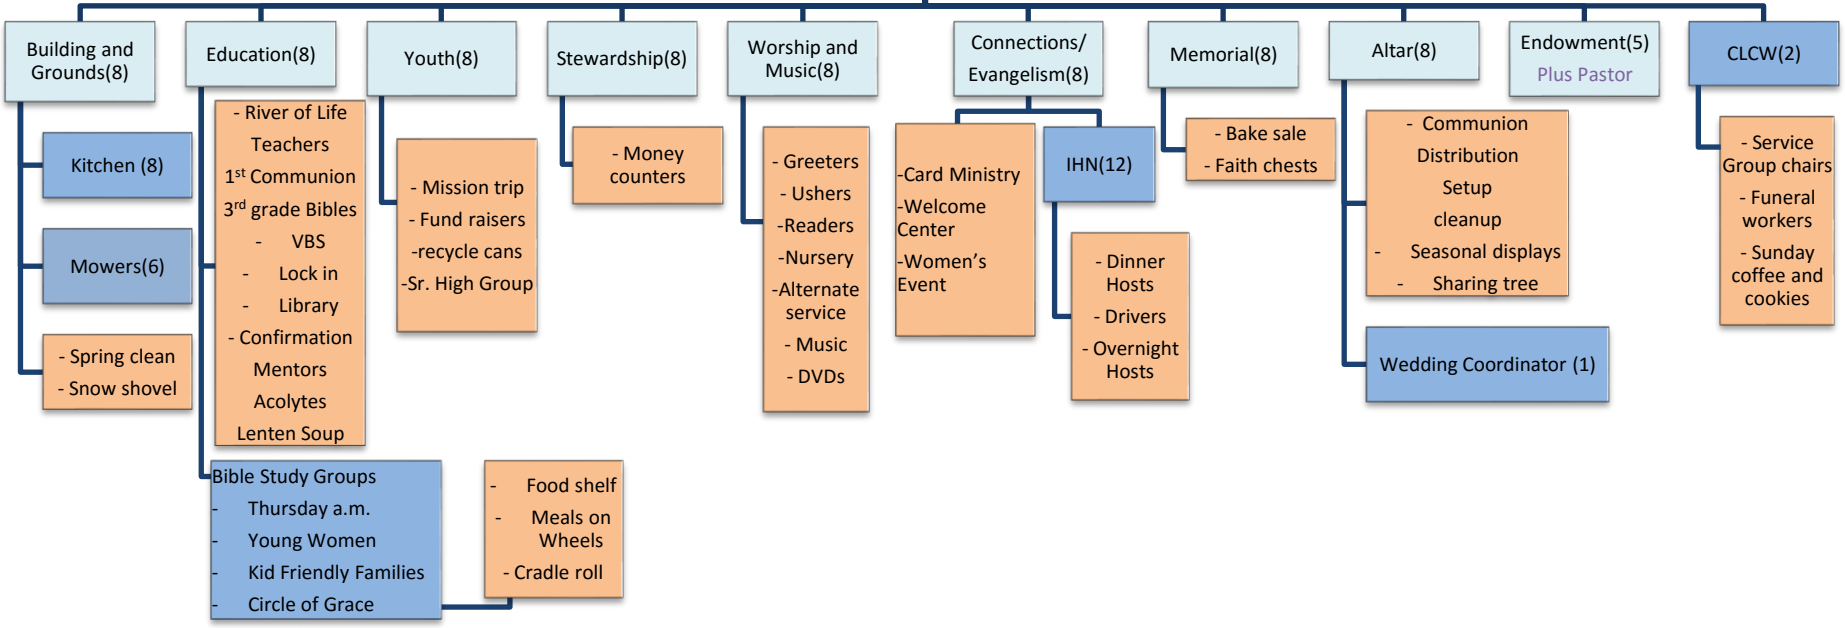 Building and
Grounds(8)
Kitchen (8)
Mowers(6)
- Spring clean
- Snow shovel
Education(8)
- River of Life
Teachers
1st Communion
3rd grade Bibles
- VBS
- Lock in
- Library
- Confirmation
Mentors
Acolytes
Lenten Soup
Bible Study Groups
- Thursday a.m.
- Young Women
- Kid Friendly Families
- Circle of Grace
- Food shelf
- Meals on
Wheels
- Cradle roll
Youth(8)
- Mission trip
- Fund raisers
-recycle cans
-Sr. High Group
Stewardship(8)
- Money
counters
Worship and
Music(8)
- Greeters
- Ushers
-Readers
-Nursery
-Alternate
service
- Music
- DVDs
Connections/
Evangelism(8)
-Card Ministry
-Welcome
Center
-Women's
Event
IHN(12)
- Dinner
Hosts
- Drivers
- Overnight
Hosts
Memorial(8)
- Bake sale
- Faith chests
Altar(8)
- Communion
Distribution
Setup
cleanup
- Seasonal displays
- Sharing tree
Wedding Coordinator (1)
Endowment(5)
Plus Pastor
CLCW(2)
- Service
Group chairs
- Funeral
workers
- Sunday
coffee and
cookies